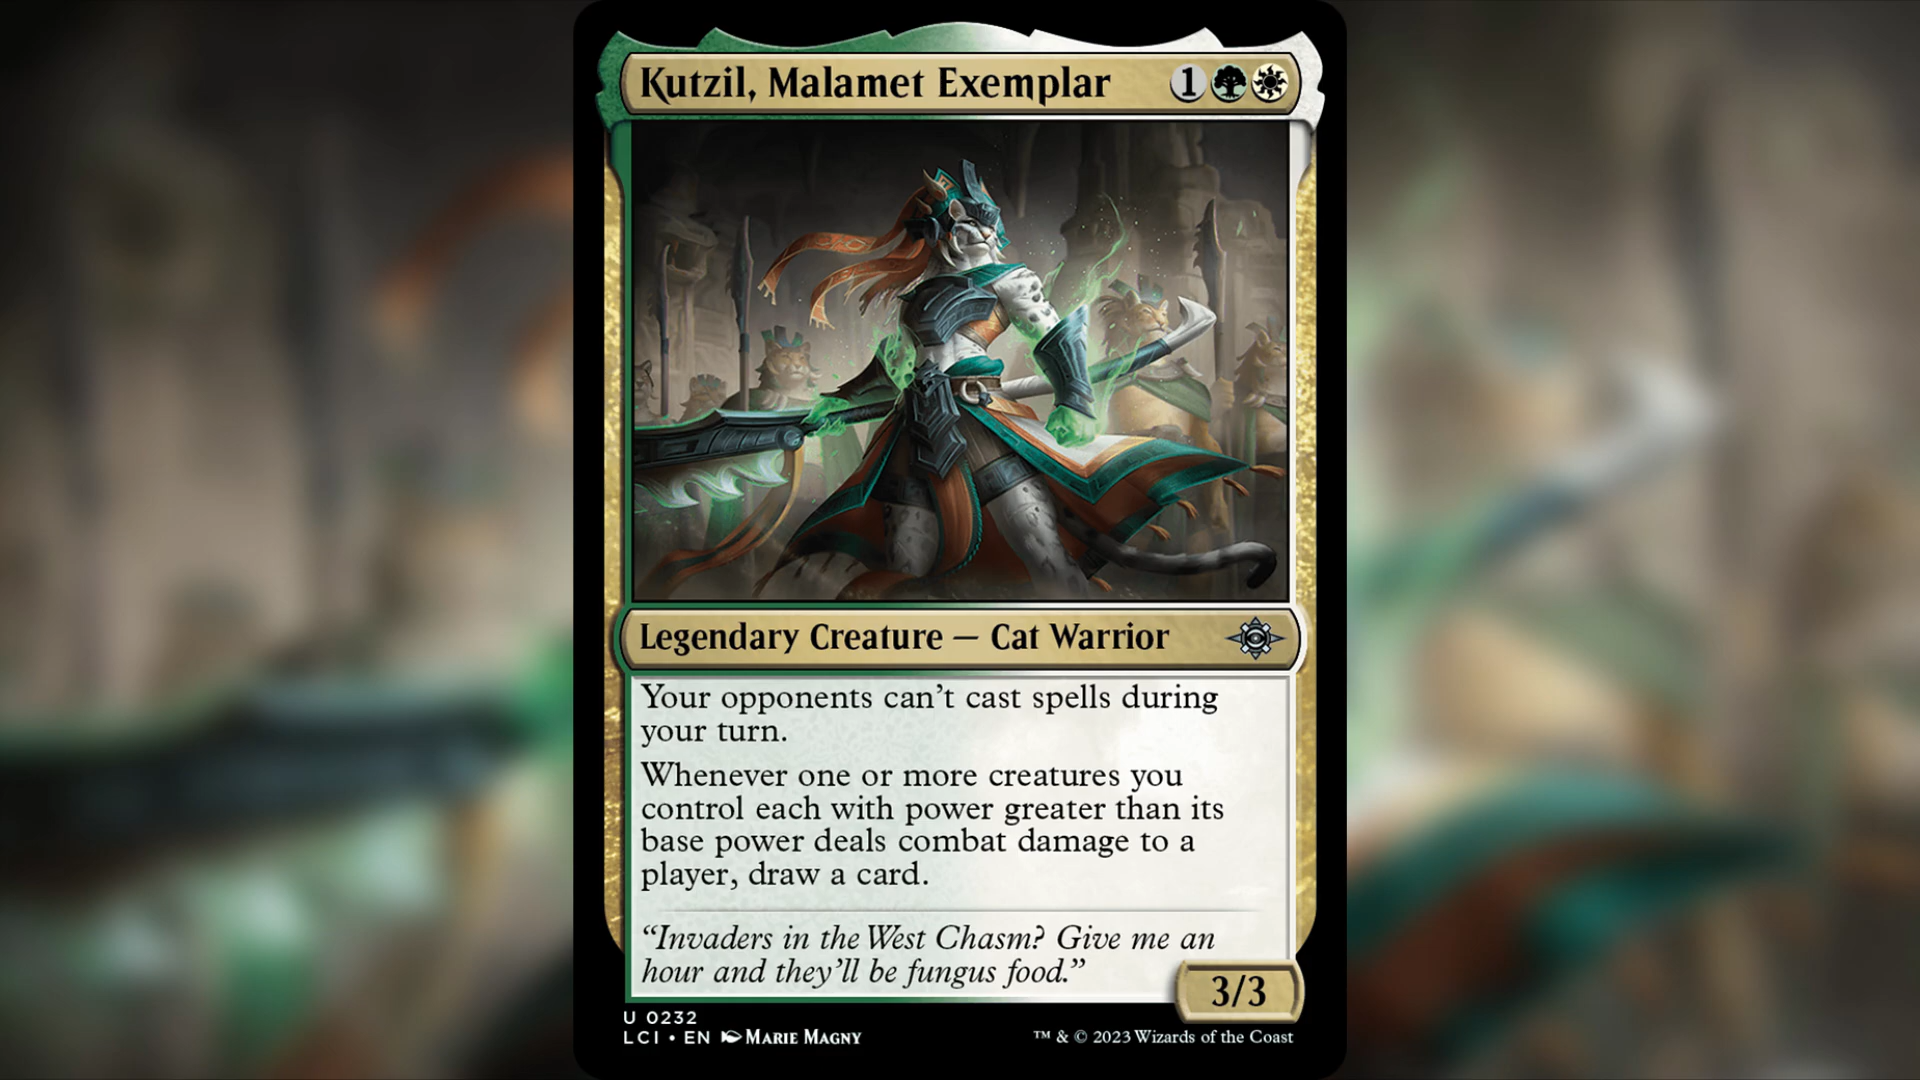 Kutzil, Malamet Exemplar 1
Legendary Creature — Cat Warrior
Your opponents can’t cast spells during
your turn.
Whenever one or more creatures you
control each with power greater than its
base power deals combat damage to a
player, draw a card.
“Invaders in the West Chasm? Give me an
hour and they’ll be fungus food.”
3/3
U 0232
LCI • EN Marie Magny
™ & © 2023 Wizards of the Coast